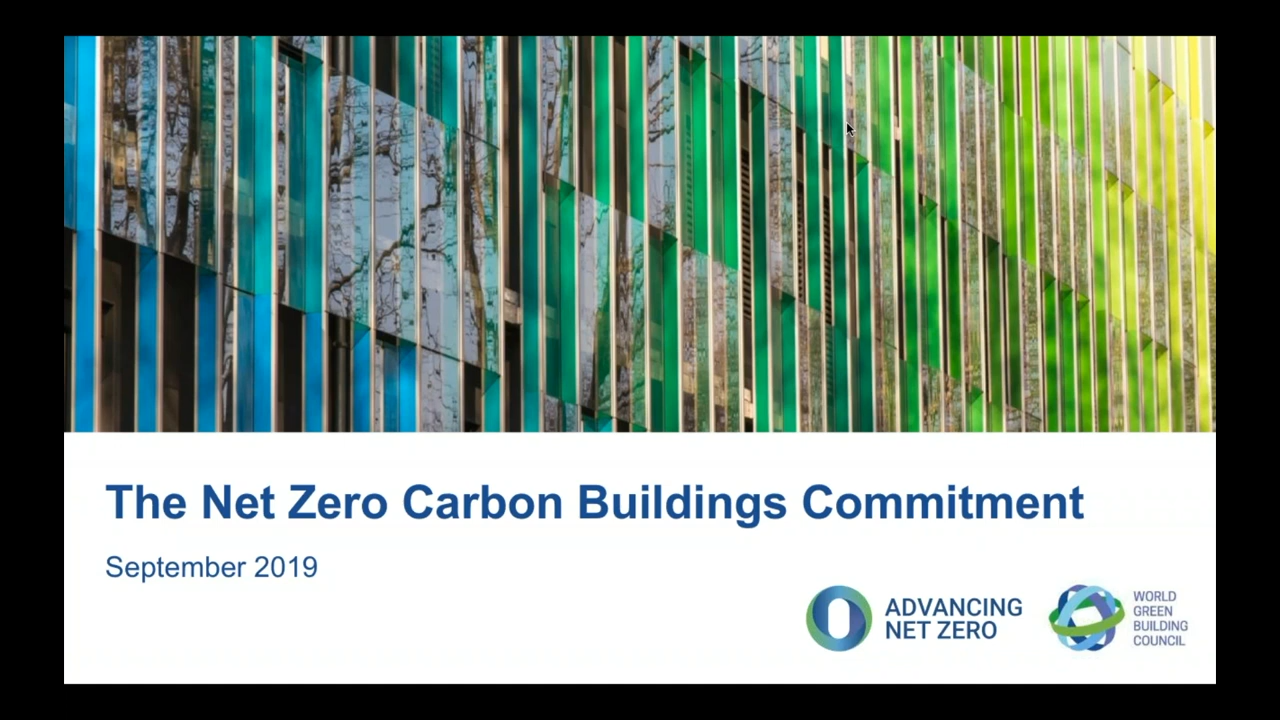 The Net Zero Carbon Buildings Commitment
September 2019
ADVANCING
NET ZERO
WORLD
GREEN
BUILDING
COUNCIL